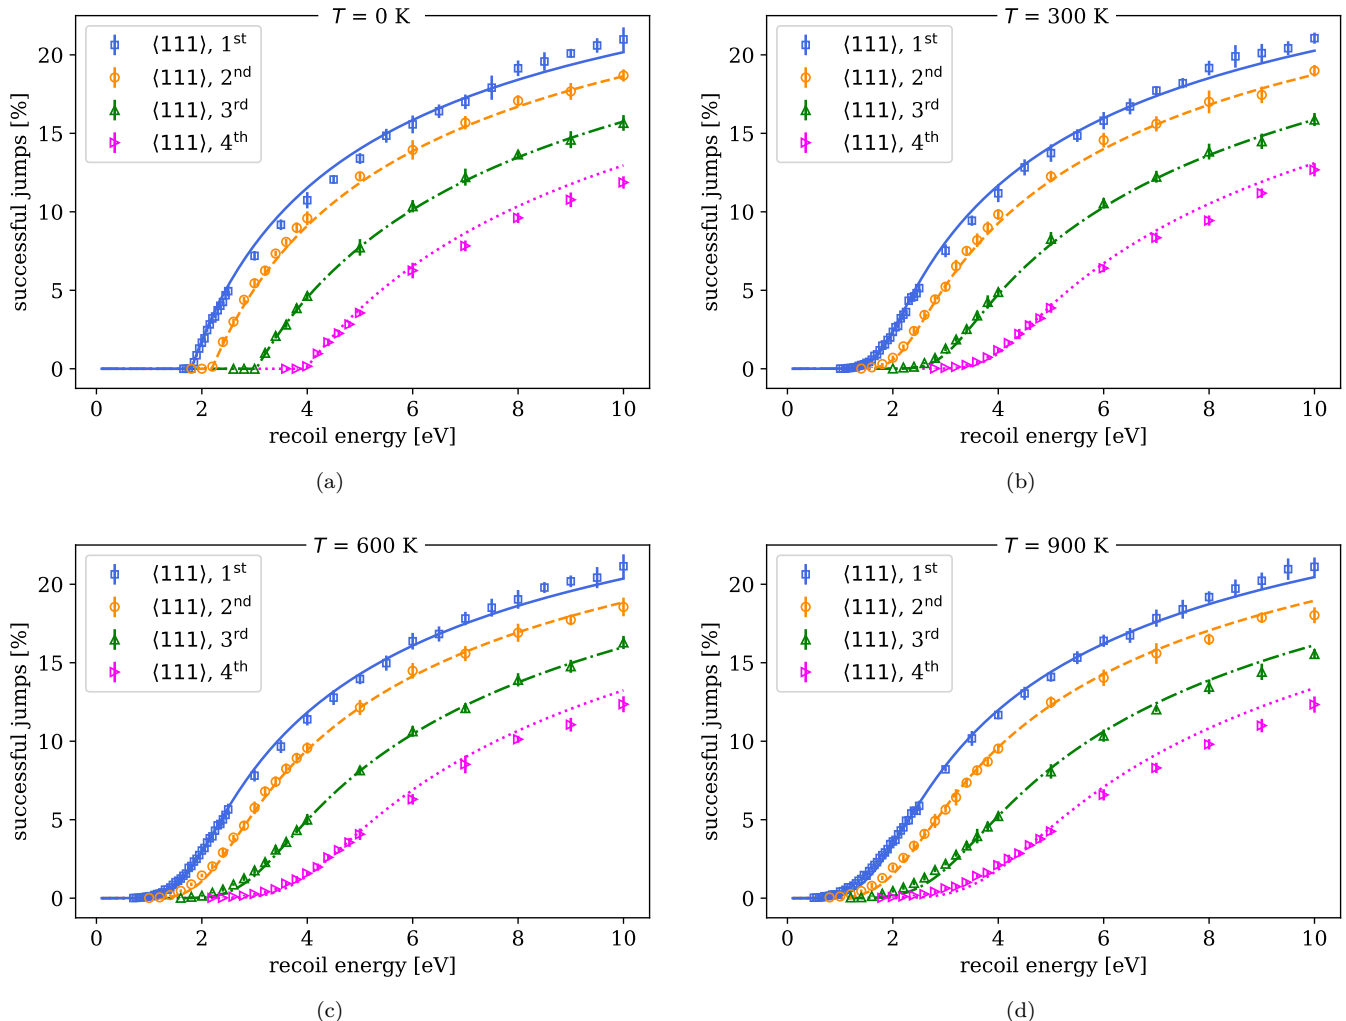 T = 0 K
successful jumps [%]
20
15
10
5
0
⟨111⟩, 1st
⟨111⟩, 2nd
⟨111⟩, 3rd
⟨111⟩, 4th
0 2 4 6 8 10
recoil energy [eV]
(a)
T = 300 K
successful jumps [%]
20
15
10
5
0
⟨111⟩, 1st
⟨111⟩, 2nd
⟨111⟩, 3rd
⟨111⟩, 4th
0 2 4 6 8 10
recoil energy [eV]
(b)
T = 600 K
successful jumps [%]
20
15
10
5
0
⟨111⟩, 1st
⟨111⟩, 2nd
⟨111⟩, 3rd
⟨111⟩, 4th
0 2 4 6 8 10
recoil energy [eV]
(c)
T = 900 K
successful jumps [%]
20
15
10
5
0
⟨111⟩, 1st
⟨111⟩, 2nd
⟨111⟩, 3rd
⟨111⟩, 4th
0 2 4 6 8 10
recoil energy [eV]
(d)